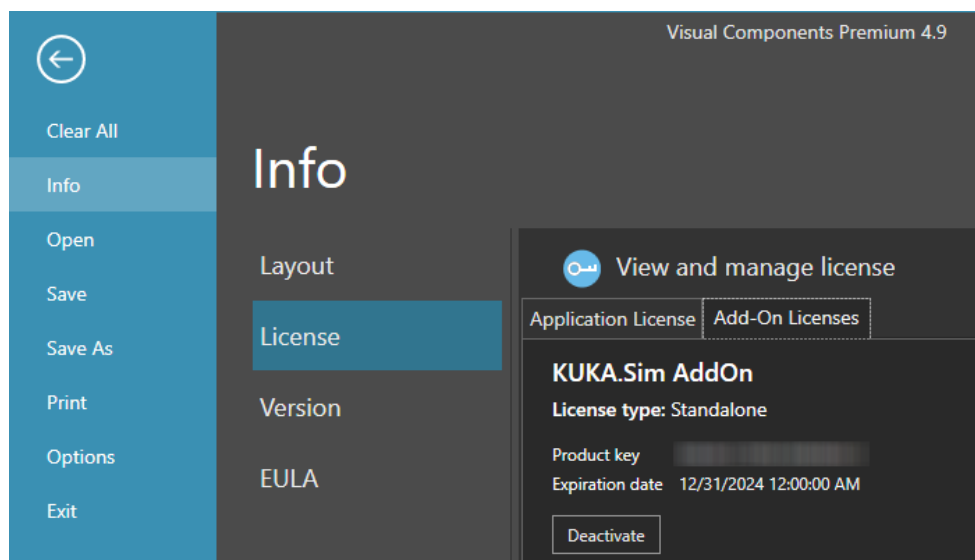 Visual Components Premium 4.9
Clear All
Info
Open
Save
Save As
Print
Options
Exit
Info
Layout
License
Version
EULA
View and manage license
Application License
Add-On Licenses
KUKA.Sim AddOn
License type: Standalone
Product key
Expiration date 12/31/2024 12:00:00 AM
Deactivate